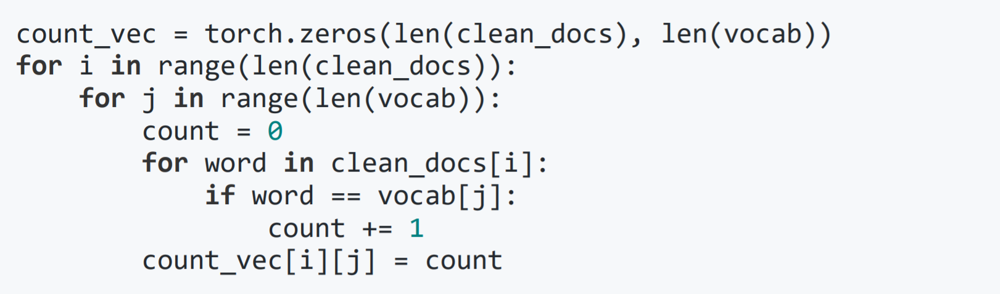 count_vec = torch.zeros(len(clean_docs), len(vocab))
for i in range(len(clean_docs)):
    for j in range(len(vocab)):
        count = 0
        for word in clean_docs[i]:
            if word == vocab[j]:
                count += 1
        count_vec[i][j] = count